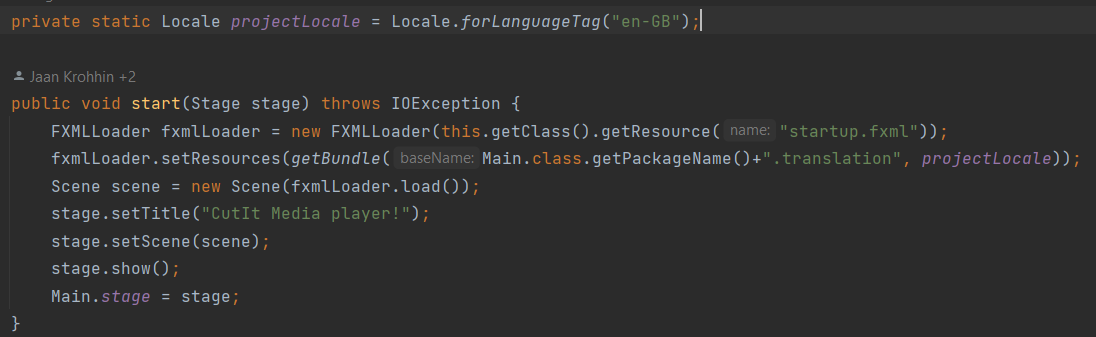 private static Locale projectLocale = Locale.forLanguageTag("en-GB");
Jaan Krohhin +2
public void start(Stage stage) throws IOException {
    FXMLLoader fxmlLoader = new FXMLLoader(this.getClass().getResource( name: "startup.fxml"));
    fxmlLoader.setResources(getBundle( baseName: Main.class.getPackageName()+".translation", projectLocale));
    Scene scene = new Scene(fxmlLoader.load());
    stage.setTitle("CutIt Media player!");
    stage.setScene(scene);
    stage.show();
    Main.stage = stage;
}